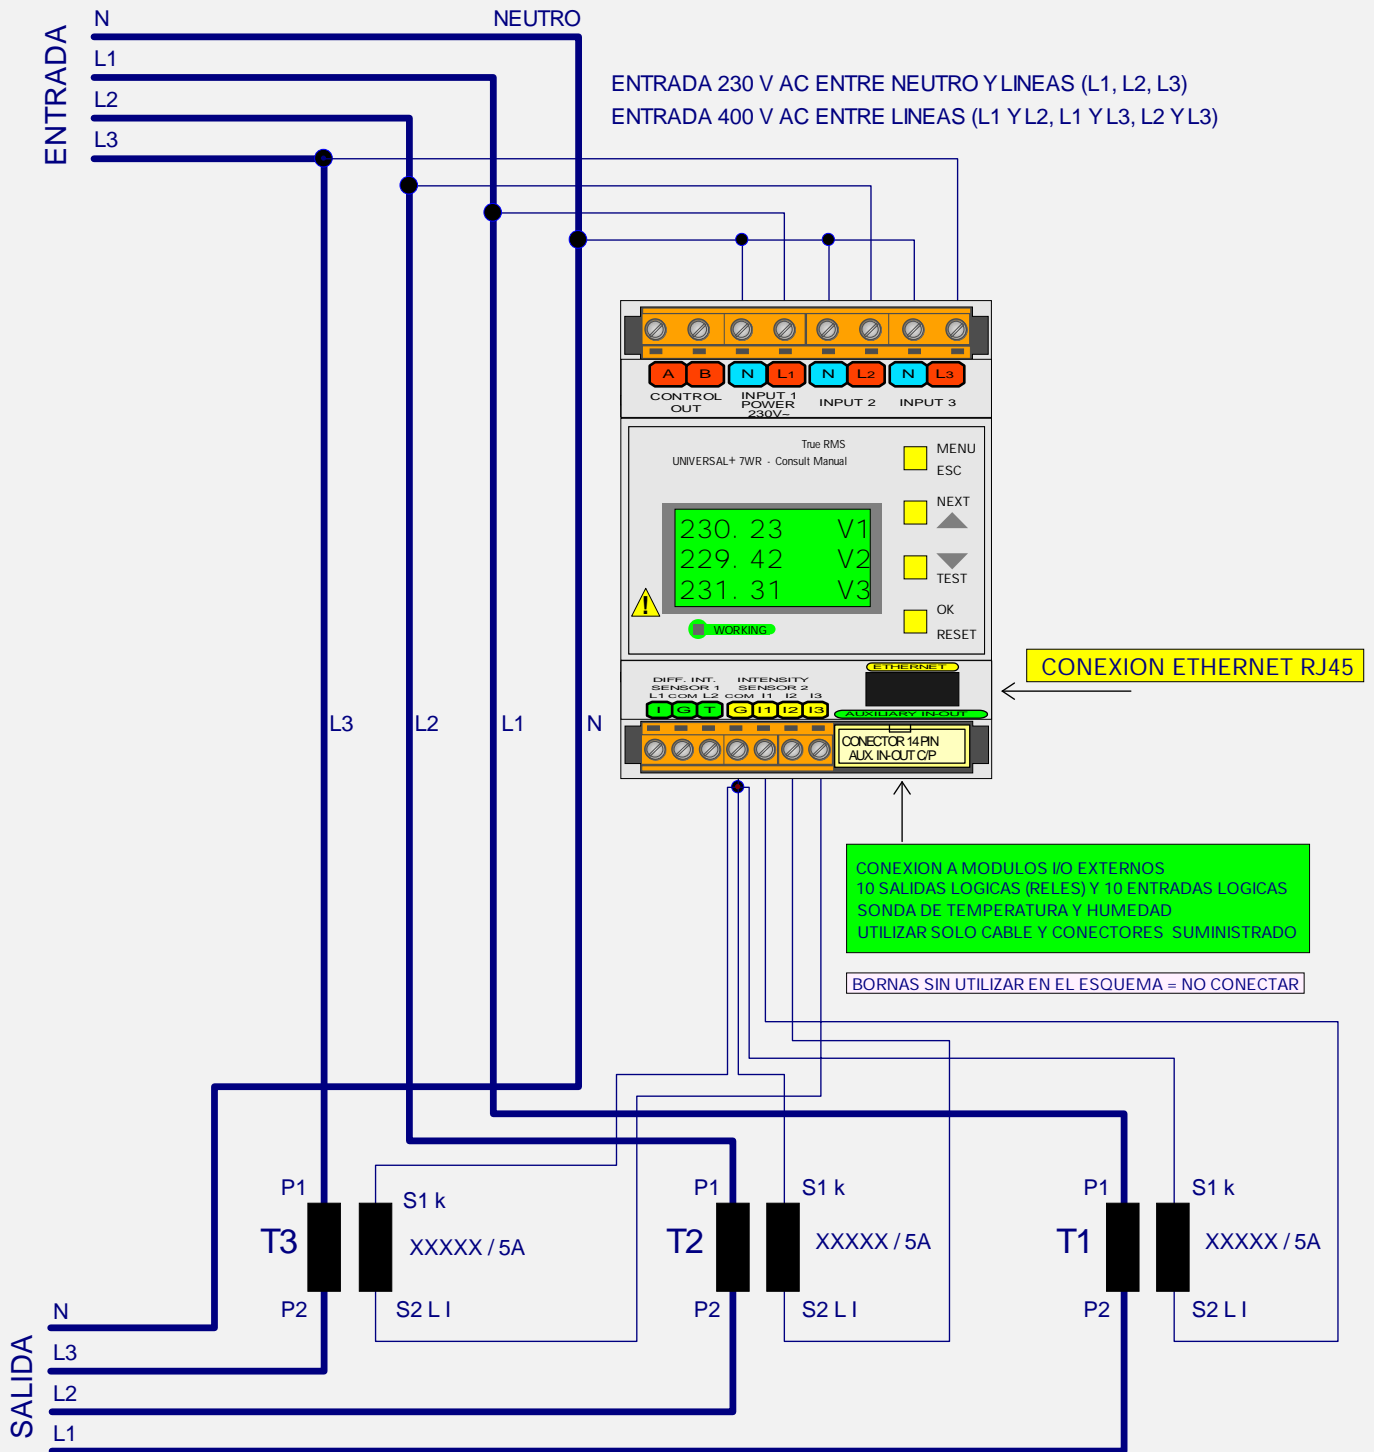 ENTRADA
N
NEUTRO
L1
L2
L3
ENTRADA 230 V AC ENTRE NEUTRO Y LINEAS (L1, L2, L3)
ENTRADA 400 V AC ENTRE LINEAS (L1 Y L2, L1 Y L3, L2 Y L3)
A B N L1 N L2 N L3
CONTROL OUT
INPUT 1 POWER 230V~
INPUT 2
INPUT 3
True RMS
UNIVERSAL+ 7WR - Consult Manual
MENU
ESC
NEXT
TEST
OK
RESET
230. 23 V1
229. 42 V2
231. 31 V3
!
WORKING
ETHERNET
CONEXION ETHERNET RJ45
DIFF. INT. SENSOR 1
INTENSITY SENSOR 2
L1 COM L2 COM I1 I2 I3
I G T G I1 I2 I3
AUXILIARY IN-OUT
CONECTOR 14 PIN
AUX. IN-OUT C/P
L3
L2
L1
N
CONEXION A MODULOS I/O EXTERNOS
10 SALIDAS LOGICAS (RELES) Y 10 ENTRADAS LOGICAS
SONDA DE TEMPERATURA Y HUMEDAD
UTILIZAR SOLO CABLE Y CONECTORES SUMINISTRADO
BORNAS SIN UTILIZAR EN EL ESQUEMA = NO CONECTAR
P1
S1 k
T3
XXXXX / 5A
P2
S2 L I
P1
S1 k
T2
XXXXX / 5A
P2
S2 L I
P1
S1 k
T1
XXXXX / 5A
P2
S2 L I
SALIDA
N
L3
L2
L1